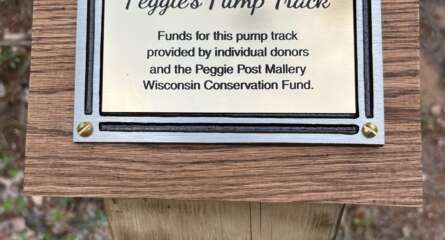 Peggie's Pump Track
Funds for this pump track
provided by individual donors
and the Peggie Post Mallery
Wisconsin Conservation Fund.